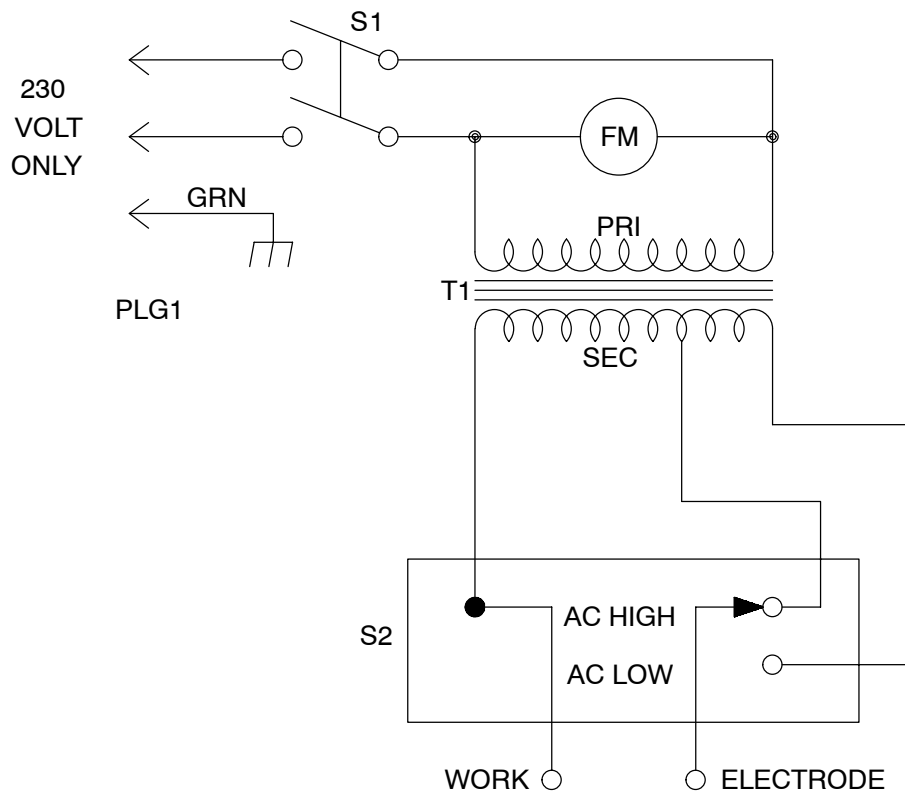 S1
230
VOLT
ONLY
FM
GRN
PRI
T1
PLG1
SEC
AC HIGH
S2
AC LOW
WORK
ELECTRODE